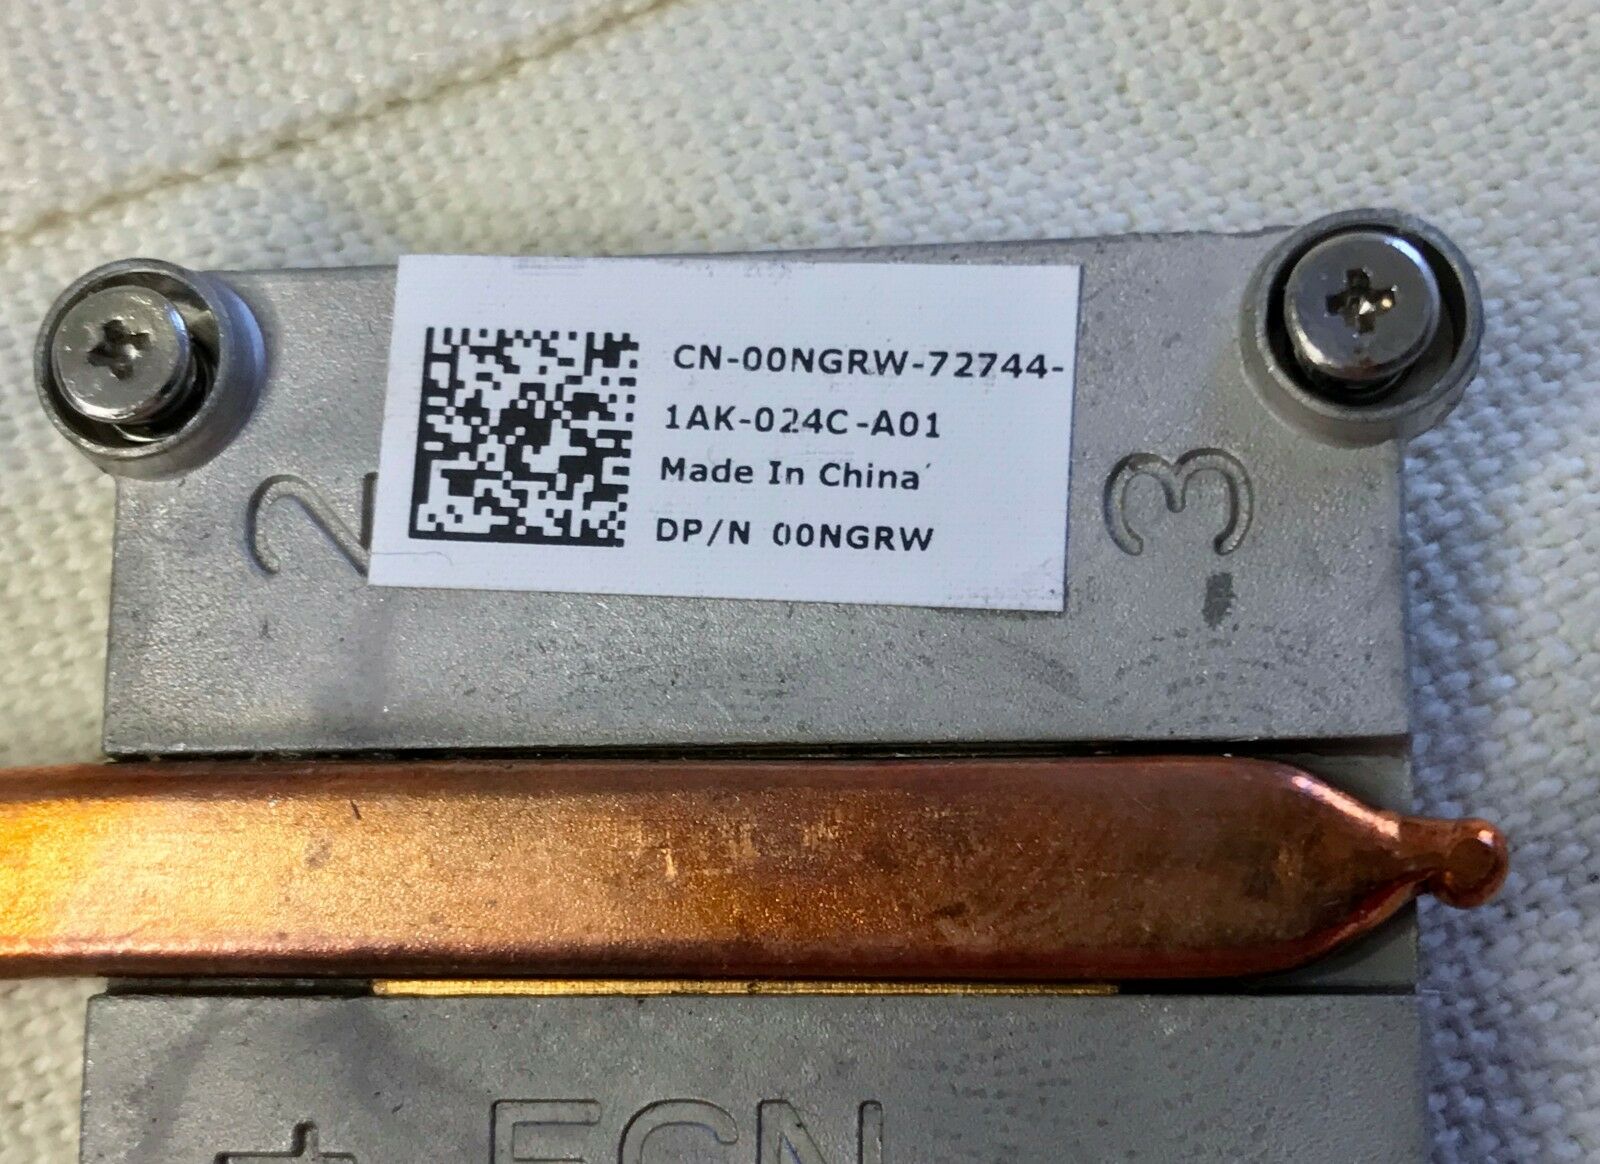 CN-00NGRW-72744-
1AK-024C-A01
Made In China
DP/N 00NGRW
2
3